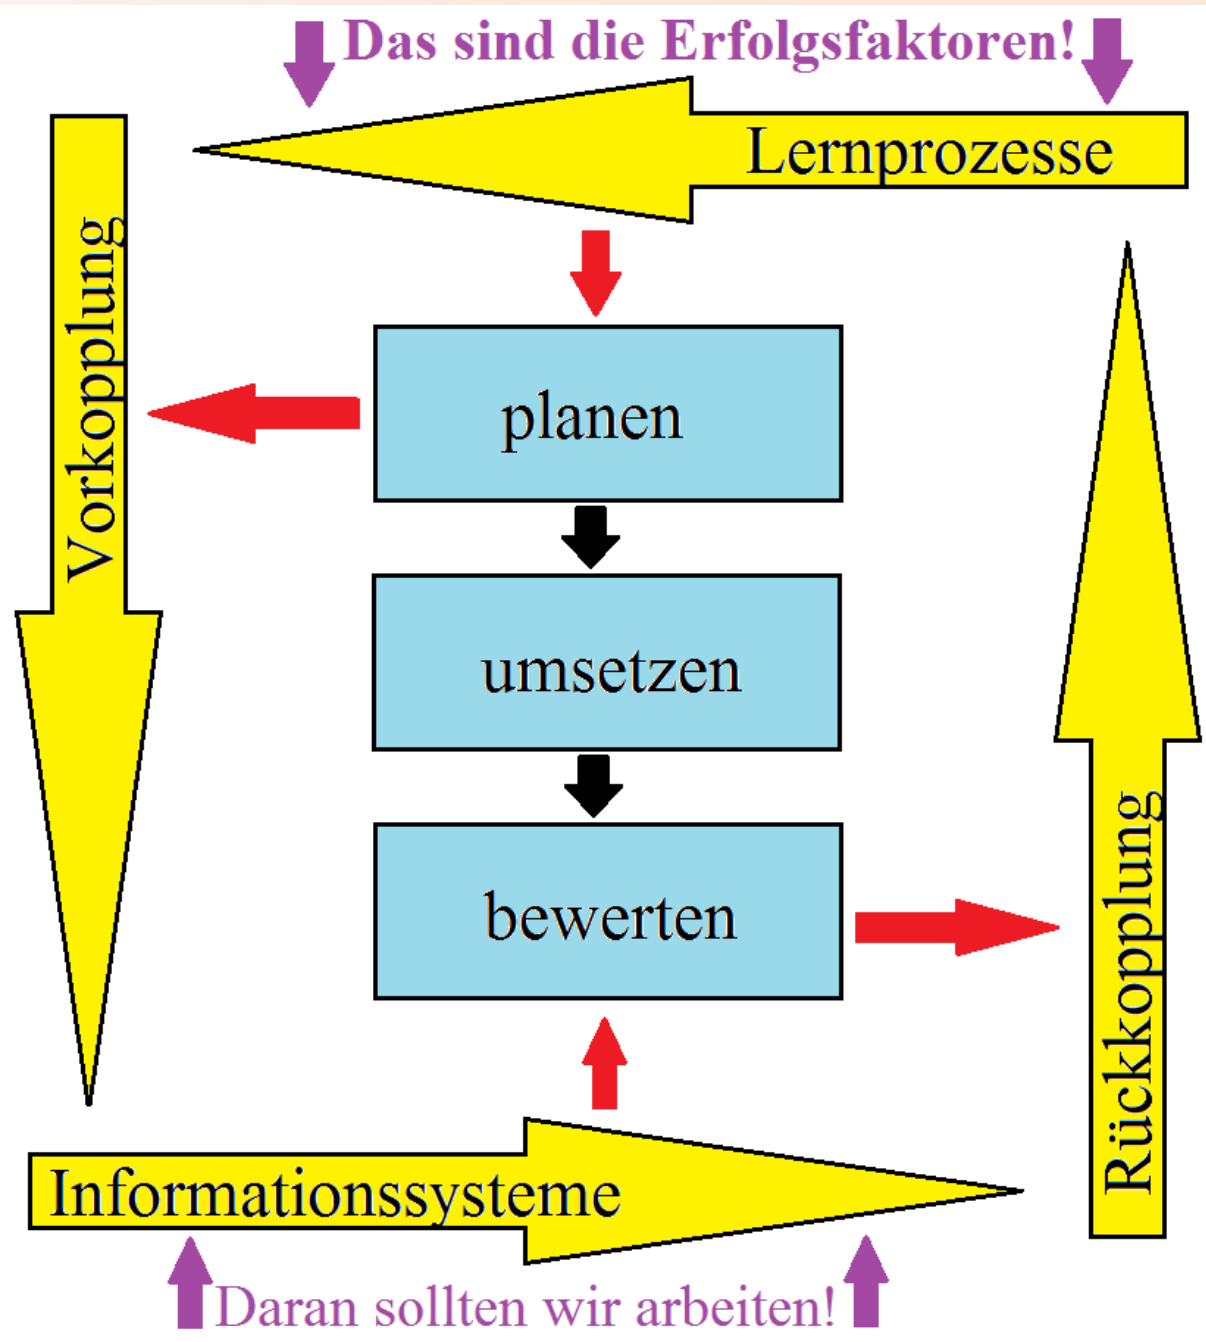 Das sind die Erfolgsfaktoren!
Lernprozesse
Vorkopplung
planen
umsetzen
bewerten
Rückkopplung
Informationssysteme
Daran sollten wir arbeiten!